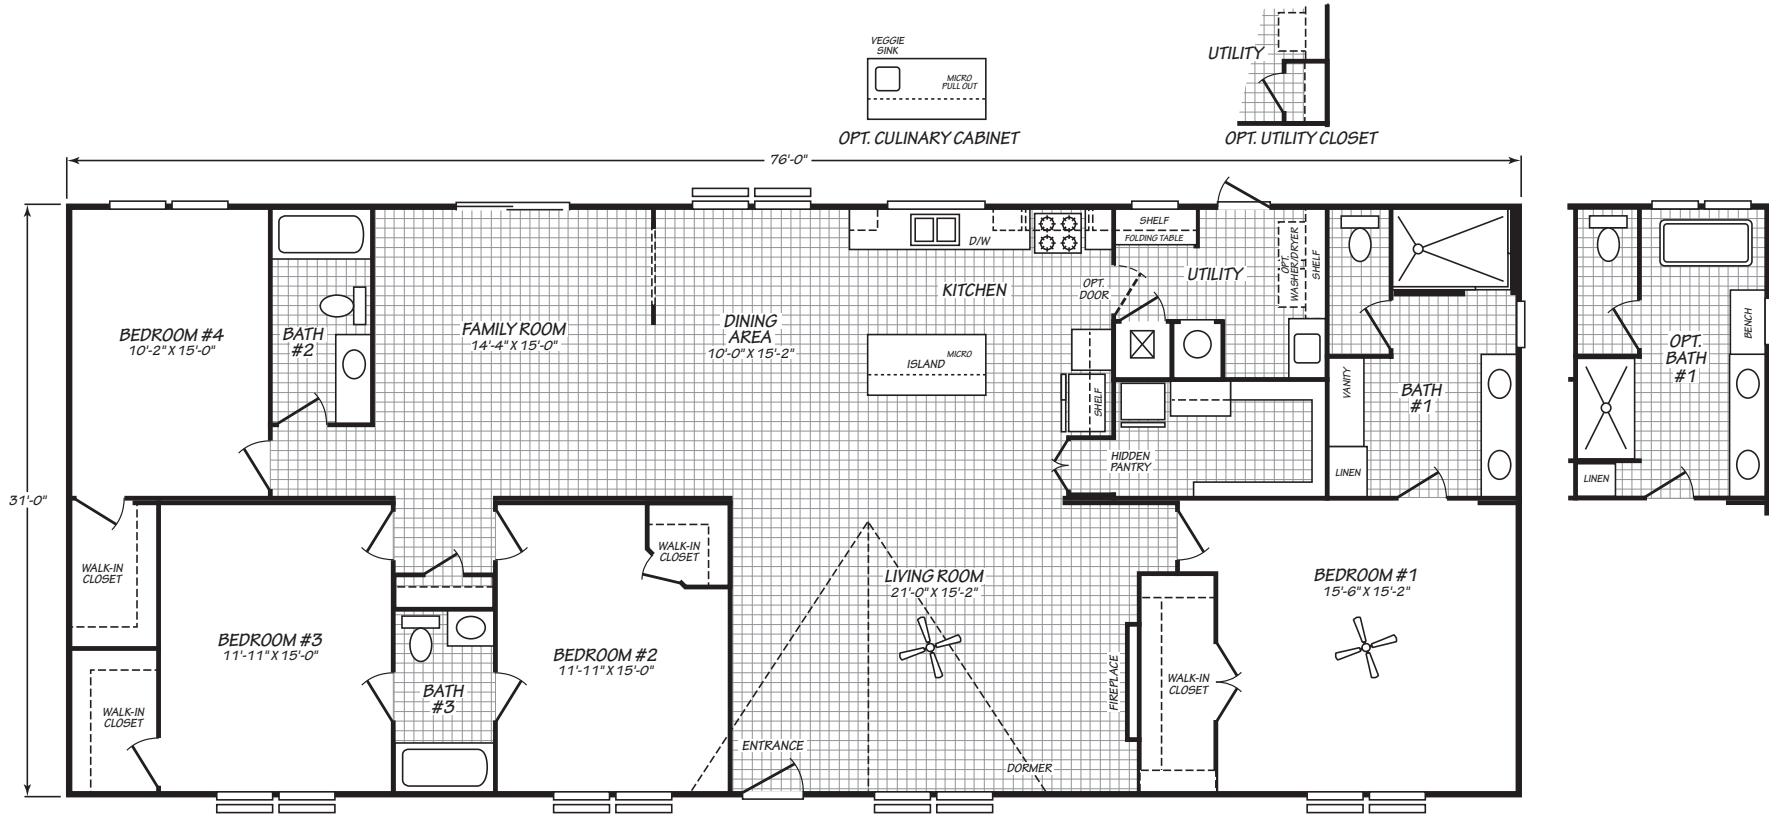 VEGGIE
SINK
MICRO
PULL OUT
OPT. CULINARY CABINET
UTILITY
OPT. UTILITY CLOSET
76'-0"
31'-0"
BEDROOM #4
10'-2" X 15'-0"
BATH
#2
FAMILY ROOM
14'-4" X 15'-0"
DINING
AREA
10'-0" X 15'-2"
D/W
KITCHEN
ISLAND
MICRO
OPT.
DOOR
SHELF
SHELF
FOLDING TABLE
UTILITY
OPT.
WASHER/DRYER
SHELF
HIDDEN
PANTRY
VANITY
LINEN
BATH
#1
OPT.
BATH
#1
BENCH
LINEN
WALK-IN
CLOSET
WALK-IN
CLOSET
BEDROOM #3
11'-11" X 15'-0"
BATH
#3
BEDROOM #2
11'-11" X 15'-0"
WALK-IN
CLOSET
LIVING ROOM
21'-0" X 15'-2"
ENTRANCE
DORMER
FIREPLACE
WALK-IN
CLOSET
BEDROOM #1
15'-6" X 15'-2"